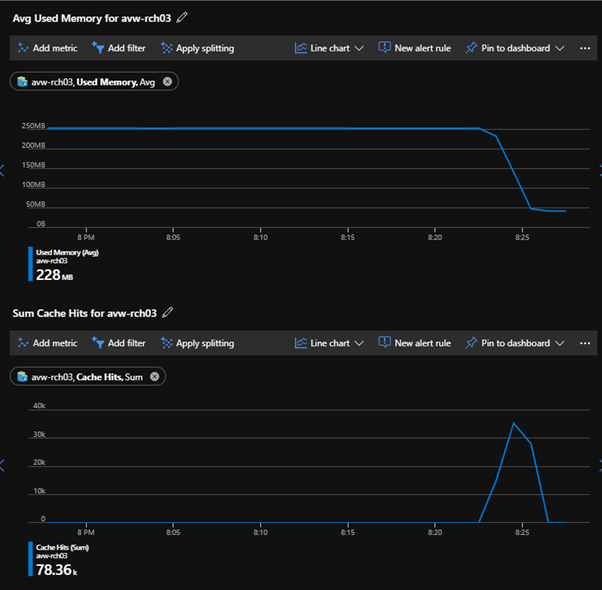 Avg Used Memory for avw-rch03
Add metric Add filter Apply splitting Line chart New alert rule Pin to dashboard ...
avw-rch03, Used Memory, Avg
250MB
200MB
150MB
100MB
50MB
0B
8 PM 8:05 8:10 8:15 8:20 8:25
Used Memory (Avg)
avw-rch03
228 MB
Sum Cache Hits for avw-rch03
Add metric Add filter Apply splitting Line chart New alert rule Pin to dashboard ...
avw-rch03, Cache Hits, Sum
40k
30k
20k
10k
0
8 PM 8:05 8:10 8:15 8:20 8:25
Cache Hits (Sum)
avw-rch03
78.36 k